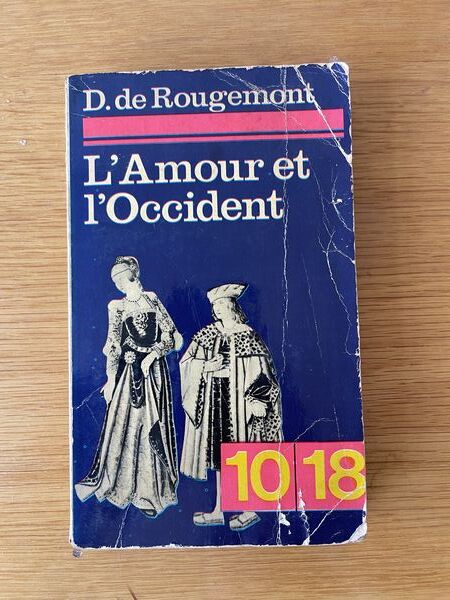 D. de Rougemont
L'Amour et
l'Occident
10 18